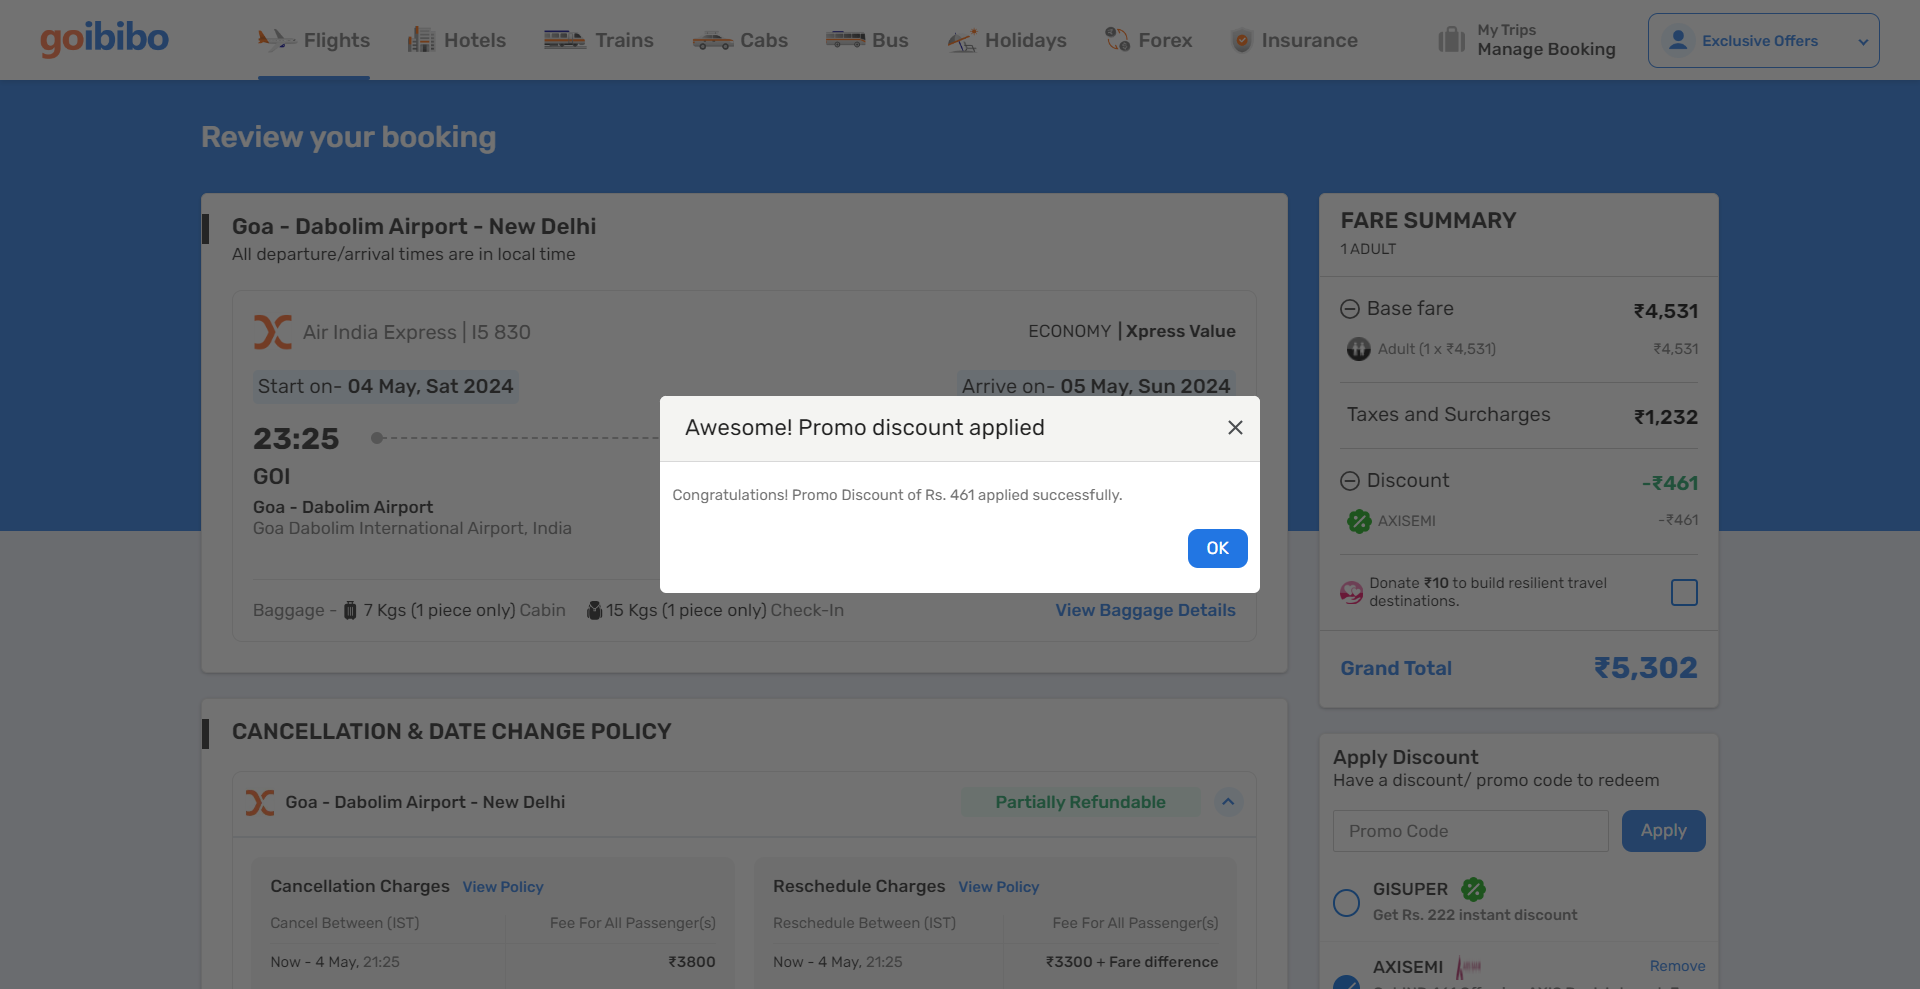 goibibo
Flights
Hotels
Trains
Cabs
Bus
Holidays
Forex
Insurance
My Trips
Manage Booking
Exclusive Offers
Review your booking
Goa - Dabolim Airport - New Delhi
All departure/arrival times are in local time
Air India Express | I5 830
ECONOMY | Xpress Value
Start on- 04 May, Sat 2024
Arrive on- 05 May, Sun 2024
23:25
GOI
Goa - Dabolim Airport
Goa Dabolim International Airport, India
Baggage - 7 Kgs (1 piece only) Cabin 15 Kgs (1 piece only) Check-In
View Baggage Details
Awesome! Promo discount applied
Congratulations! Promo Discount of Rs. 461 applied successfully.
OK
FARE SUMMARY
1 ADULT
Base fare ₹4,531
Adult (1 x ₹4,531) ₹4,531
Taxes and Surcharges ₹1,232
Discount -₹461
AXISEMI -₹461
Donate ₹10 to build resilient travel
destinations.
Grand Total ₹5,302
CANCELLATION & DATE CHANGE POLICY
Goa - Dabolim Airport - New Delhi
Partially Refundable
Cancellation Charges View Policy
Cancel Between (IST) Fee For All Passenger(s)
Now - 4 May, 21:25 ₹3800
Reschedule Charges View Policy
Reschedule Between (IST) Fee For All Passenger(s)
Now - 4 May, 21:25 ₹3300 + Fare difference
Apply Discount
Have a discount/ promo code to redeem
Promo Code
Apply
GISUPER
Get Rs. 222 instant discount
AXISEMI
Remove